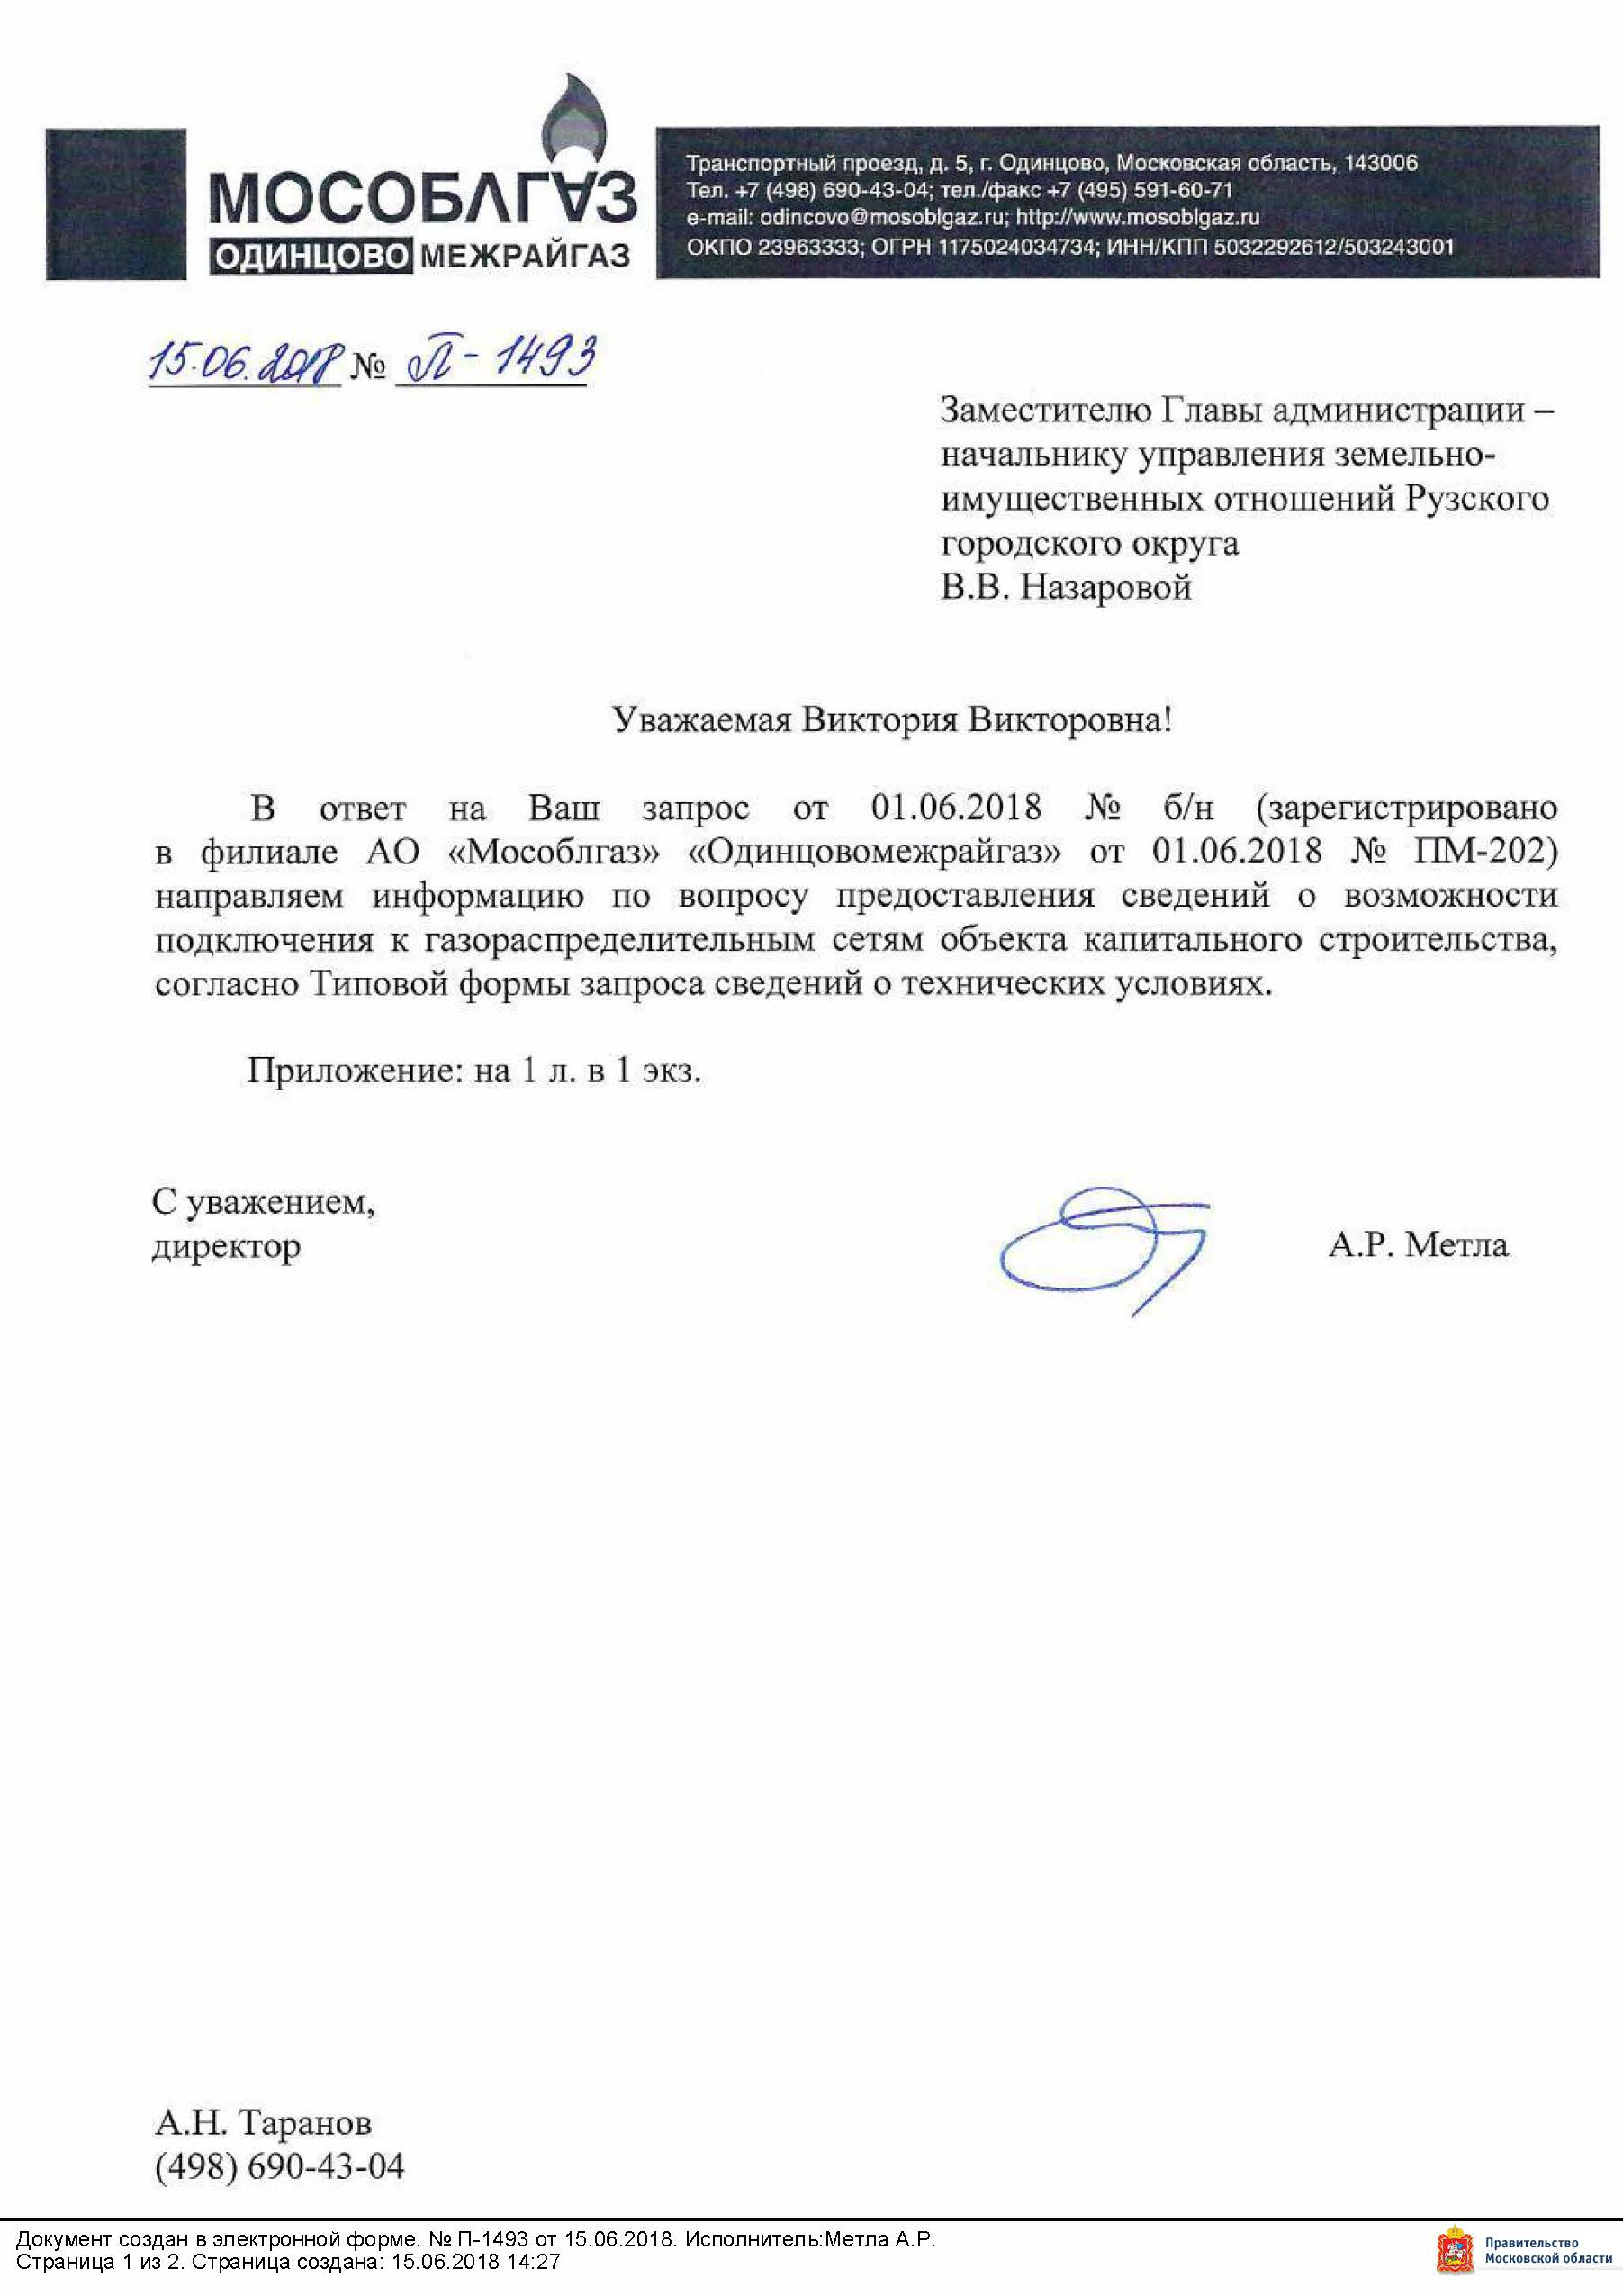 МОСОБЛГАЗ
ОДИНЦОВО МЕЖРАЙГАЗ
Транспортный проезд, д. 5, г. Одинцово, Московская область, 143006
Тел. +7 (498) 690-43-04; тел./факс +7 (495) 591-60-71
e-mail: odincovo@mosoblgaz.ru; http://www.mosoblgaz.ru
ОКПО 23963333; ОГРН 1175024034734; ИНН/КПП 5032292612/503243001
15.06.2018 № П-1493
Заместителю Главы администрации –
начальнику управления земельно-
имущественных отношений Рузского
городского округа
В.В. Назаровой
Уважаемая Виктория Викторовна!
В ответ на Ваш запрос от 01.06.2018 № б/н (зарегистрировано
в филиале АО «Мособлгаз» «Одинцовомежрайгаз» от 01.06.2018 № ПМ-202)
направляем информацию по вопросу предоставления сведений о возможности
подключения к газораспределительным сетям объекта капитального строительства,
согласно Типовой формы запроса сведений о технических условиях.
Приложение: на 1 л. в 1 экз.
С уважением,
директор
А.Р. Метла
А.Н. Таранов
(498) 690-43-04
Документ создан в электронной форме. № П-1493 от 15.06.2018. Исполнитель:Метла А.Р.
Страница 1 из 2. Страница создана: 15.06.2018 14:27
Правительство
Московской области